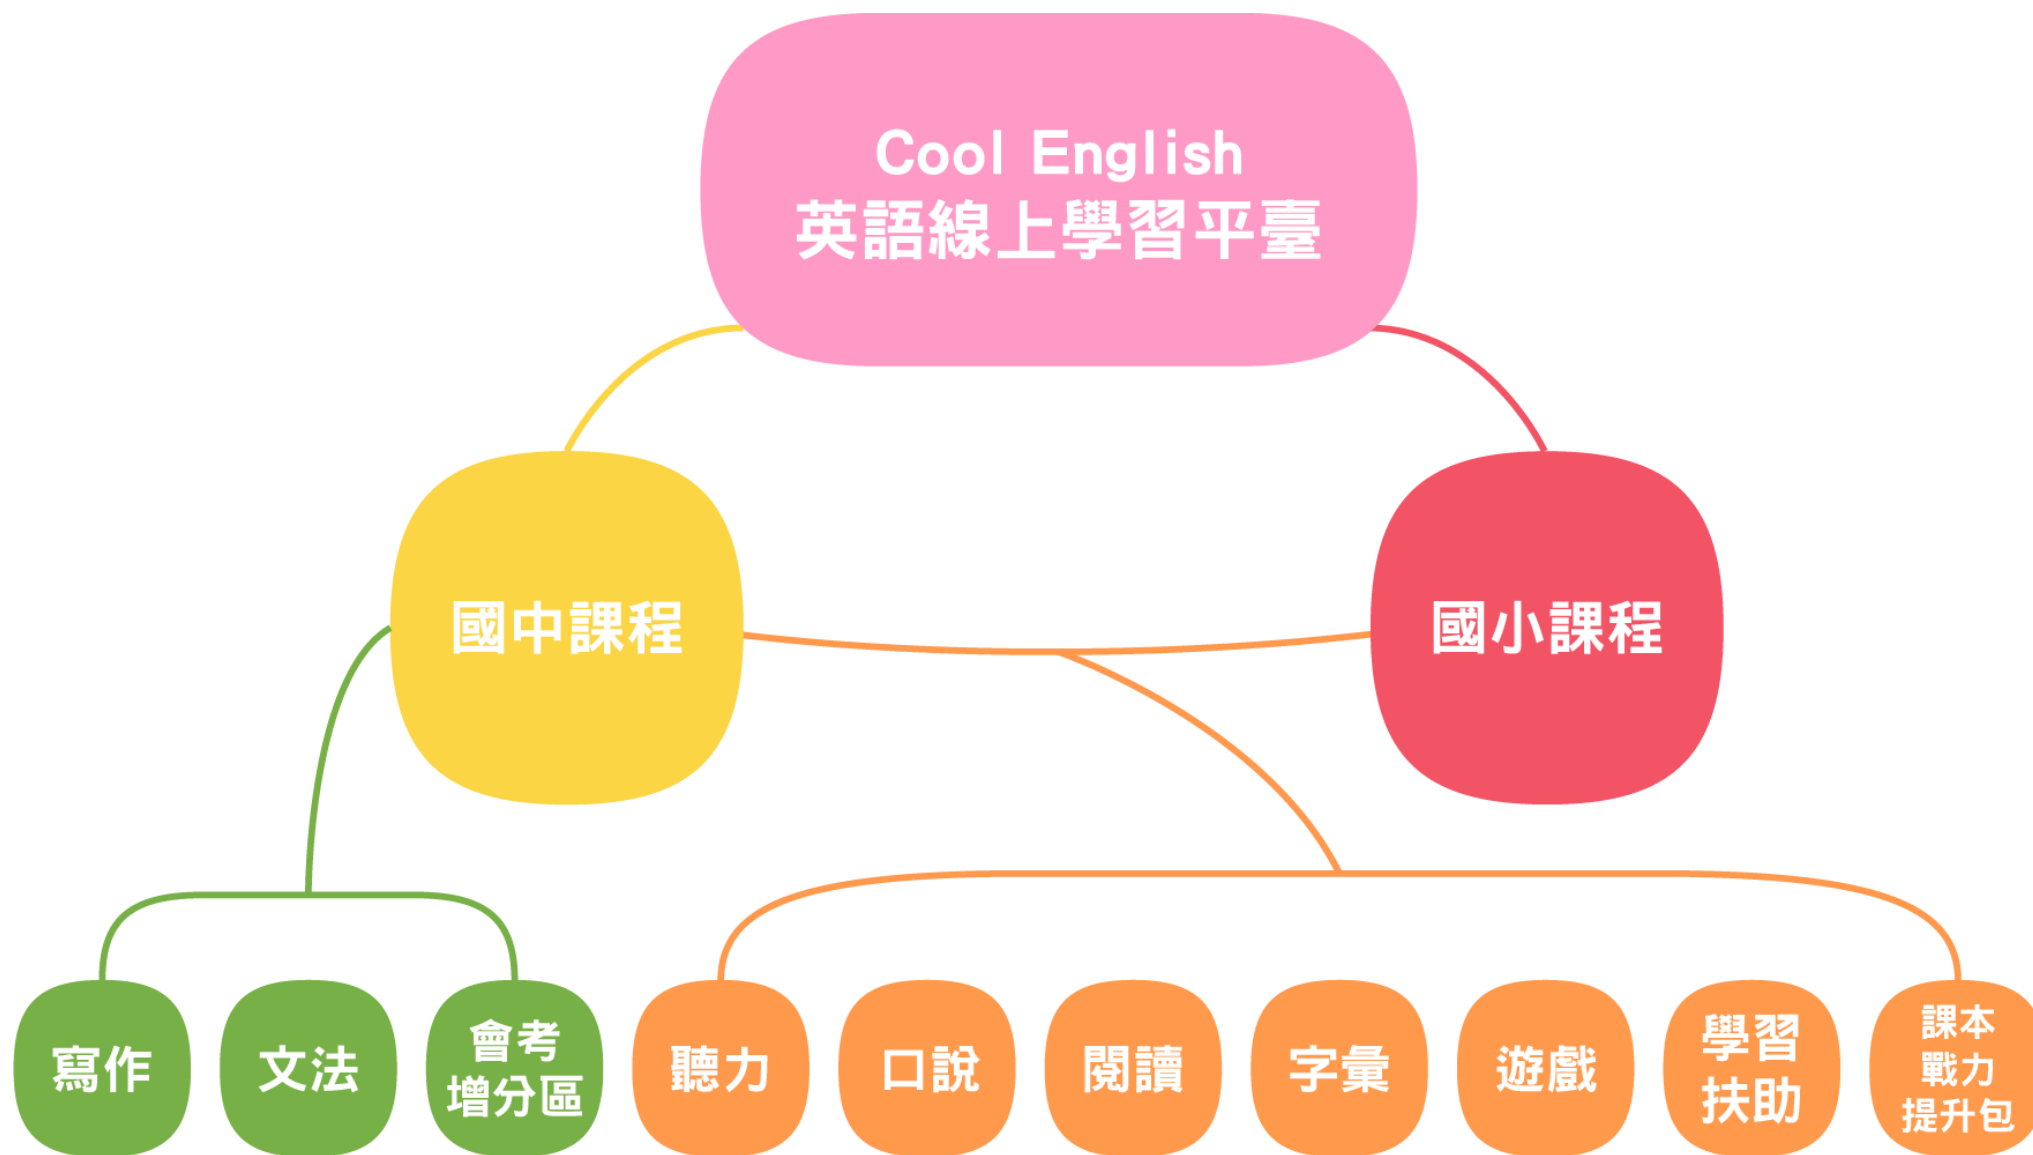 Cool English
英語線上學習平臺
國中課程
國小課程
寫作
文法
會考
增分區
聽力
口說
閱讀
字彙
遊戲
學習
扶助
課本
戰力
提升包